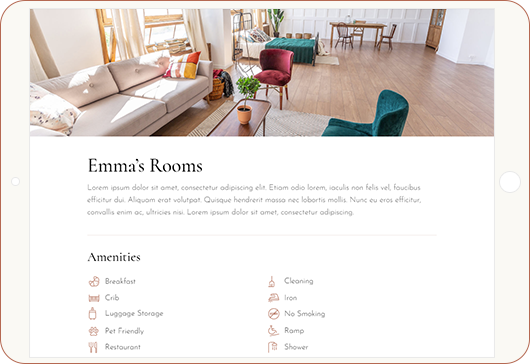 Emma's Rooms
Lorem ipsum dolor sit amet, consectetur adipiscing elit. Etiam odio lorem, iaculis non felis vel, faucibus
efficitur dui. Aliquam erat volutpat. Quisque hendrerit massa nec lobortis mollis. Nunc eu eros efficitur,
convallis enim ac, ultricies nisi. Lorem ipsum dolor sit amet, consectetur adipiscing.
Amenities
Breakfast
Crib
Luggage Storage
Pet Friendly
Restaurant
Cleaning
Iron
No Smoking
Ramp
Shower